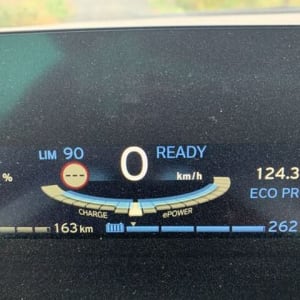 LIM 90
0 READY
km/h
%
124.3
ECO PR
CHARGE ePOWER
163 km
262